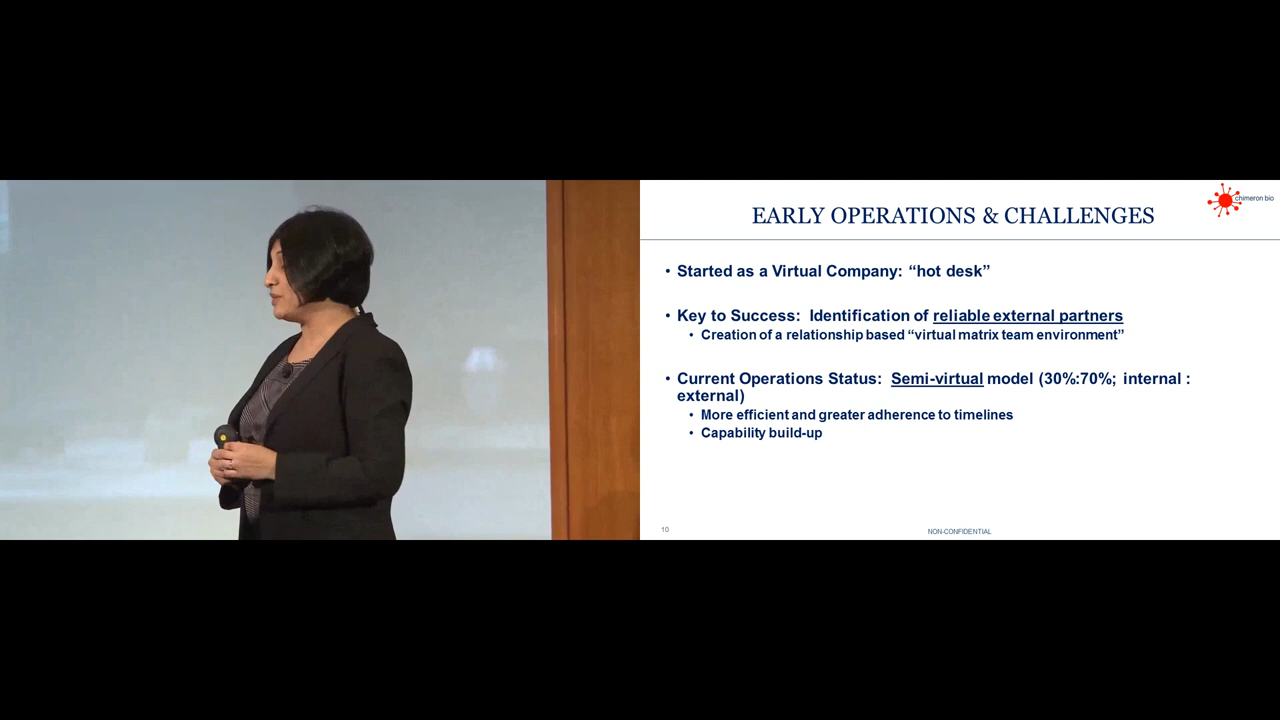 chimeron bio
EARLY OPERATIONS & CHALLENGES
• Started as a Virtual Company: “hot desk”
• Key to Success: Identification of reliable external partners
• Creation of a relationship based “virtual matrix team environment”
• Current Operations Status: Semi-virtual model (30%:70%; internal :
external)
• More efficient and greater adherence to timelines
• Capability build-up
10
NON-CONFIDENTIAL